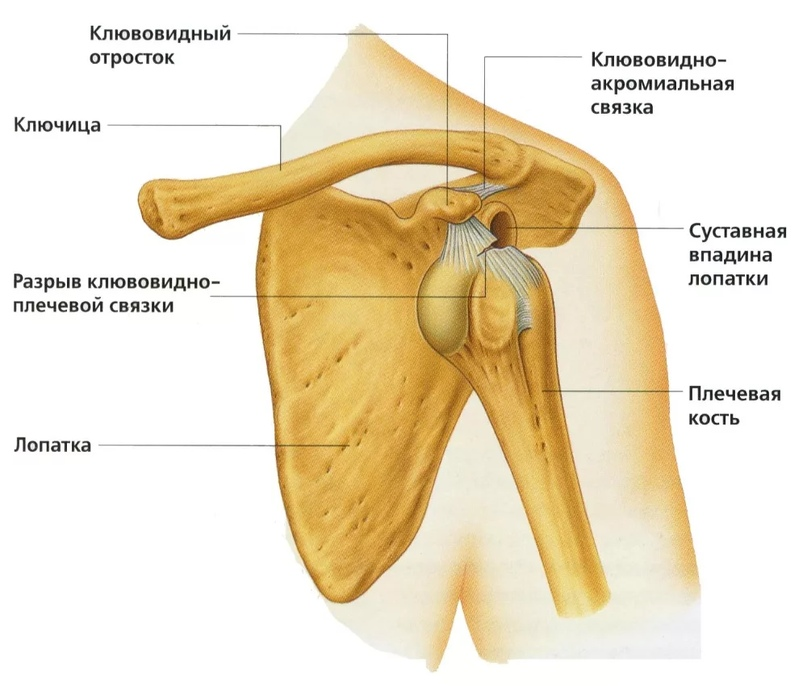 Клювовидный
отросток
Клювовидно-
акромиальная
связка
Ключица
Суставная
впадина
лопатки
Разрыв клювовидно-
плечевой связки
Плечевая
кость
Лопатка